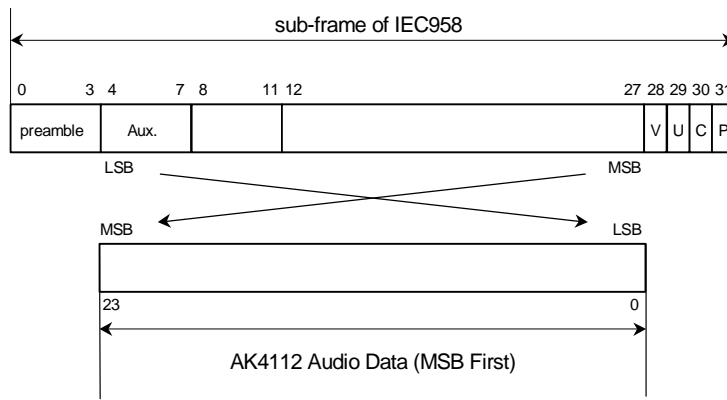 sub-frame of IEC958
0 3 4 7 8 11 12 27 28 29 30 31
preamble Aux. V U C P
LSB MSB
MSB LSB
23 0
AK4112 Audio Data (MSB First)